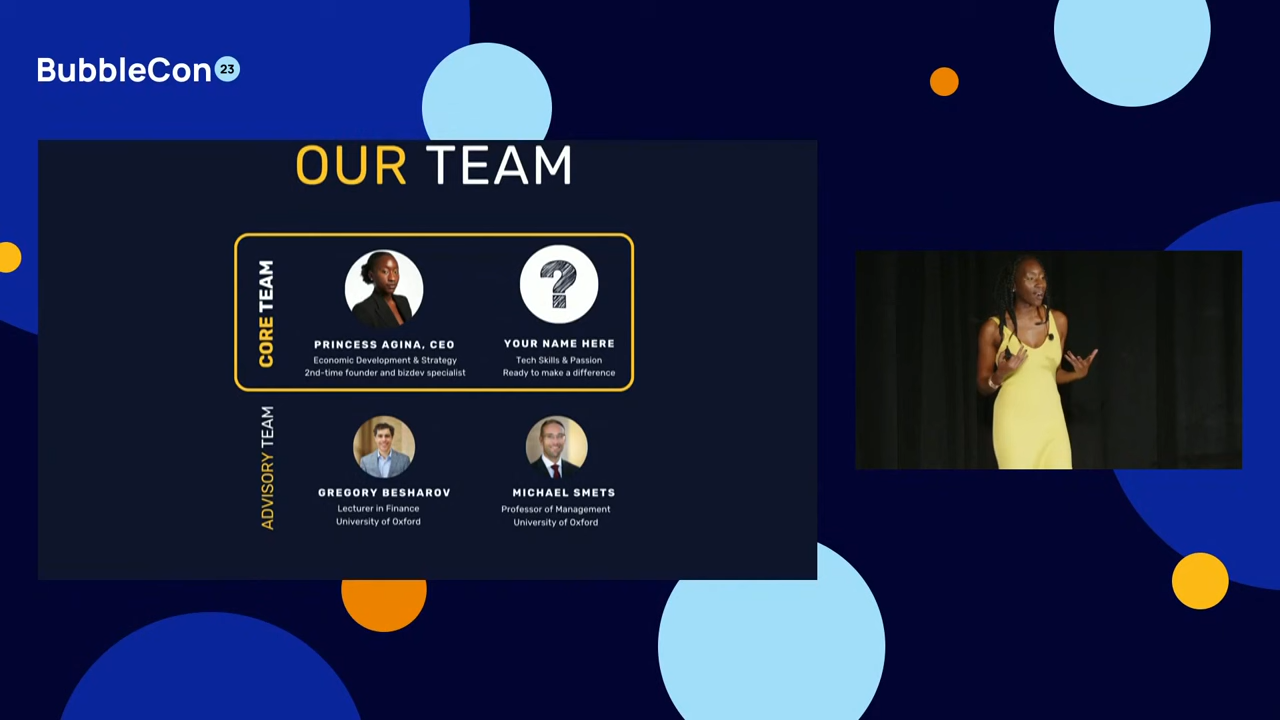 BubbleCon 23
OUR TEAM
CORE TEAM
PRINCESS AGINA, CEO
Economic Development & Strategy
2nd-time founder and bizdev specialist
YOUR NAME HERE
Tech Skills & Passion
Ready to make a difference
ADVISORY TEAM
GREGORY BESHAROV
Lecturer in Finance
University of Oxford
MICHAEL SMETS
Professor of Management
University of Oxford